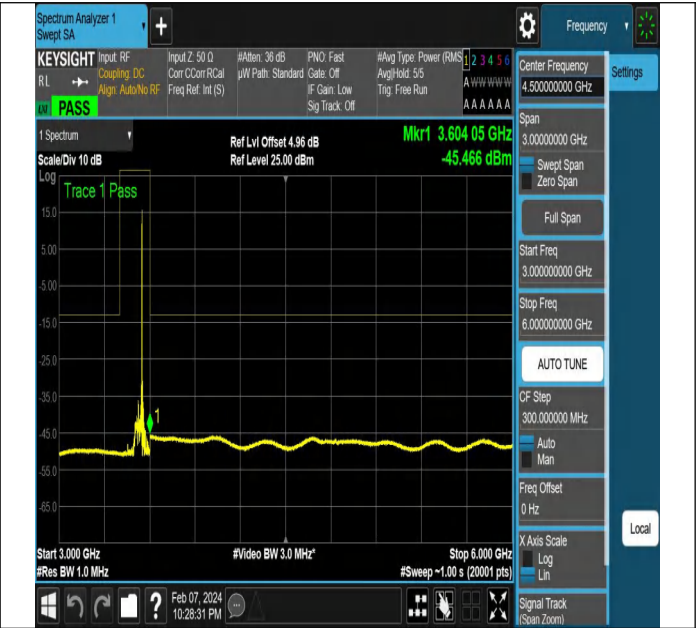 Spectrum Analyzer 1
Swept SA
+
Frequency
KEYSIGHT
RL
PASS
Input: RF
Coupling: DC
Align: Auto/No RF
Input Z: 50 Ω
Corr CCorr RCal
Freq Ref: Int (S)
#Atten: 36 dB
µW Path: Standard
PNO: Fast
Gate: Off
IF Gain: Low
Sig Track: Off
#Avg Type: Power (RMS
Avg|Hold: 5/5
Trig: Free Run
1 2 3 4 5 6
A W W W W W
A A A A A A
1 Spectrum
Scale/Div 10 dB
Ref Lvl Offset 4.96 dB
Ref Level 25.00 dBm
Mkr1 3.604 05 GHz
-45.466 dBm
Log
Trace 1 Pass
15.0
5.00
-5.00
-15.0
-25.0
-35.0
-45.0
-55.0
-65.0
1
Start 3.000 GHz
#Res BW 1.0 MHz
#Video BW 3.0 MHz*
Stop 6.000 GHz
#Sweep ~1.00 s (20001 pts)
Feb 07, 2024
10:28:31 PM
Center Frequency
4.500000000 GHz
Span
3.00000000 GHz
Swept Span
Zero Span
Full Span
Start Freq
3.000000000 GHz
Stop Freq
6.000000000 GHz
AUTO TUNE
CF Step
300.000000 MHz
Auto
Man
Freq Offset
0 Hz
X Axis Scale
Log
Lin
Signal Track
(Span Zoom)
Settings
Local